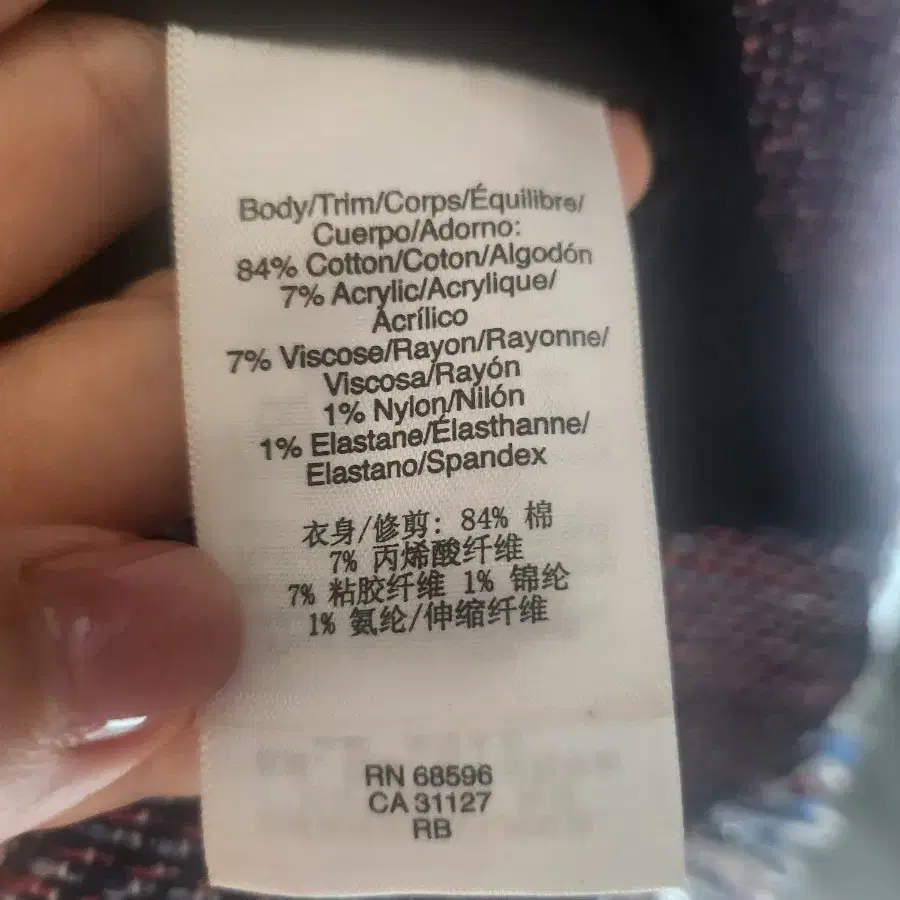 Body/Trim/Corps/Équilibre/
Cuerpo/Adorno:
84% Cotton/Coton/Algodón
7% Acrylic/Acrylique/
Acrílico
7% Viscose/Rayon/Rayonne/
Viscosa/Rayón
1% Nylon/Nilón
1% Elastane/Élasthanne/
Elastano/Spandex
衣身/修剪: 84% 棉
7% 丙烯酸纤维
7% 粘胶纤维 1% 锦纶
1% 氨纶/伸缩纤维
RN 68596
CA 31127
RB